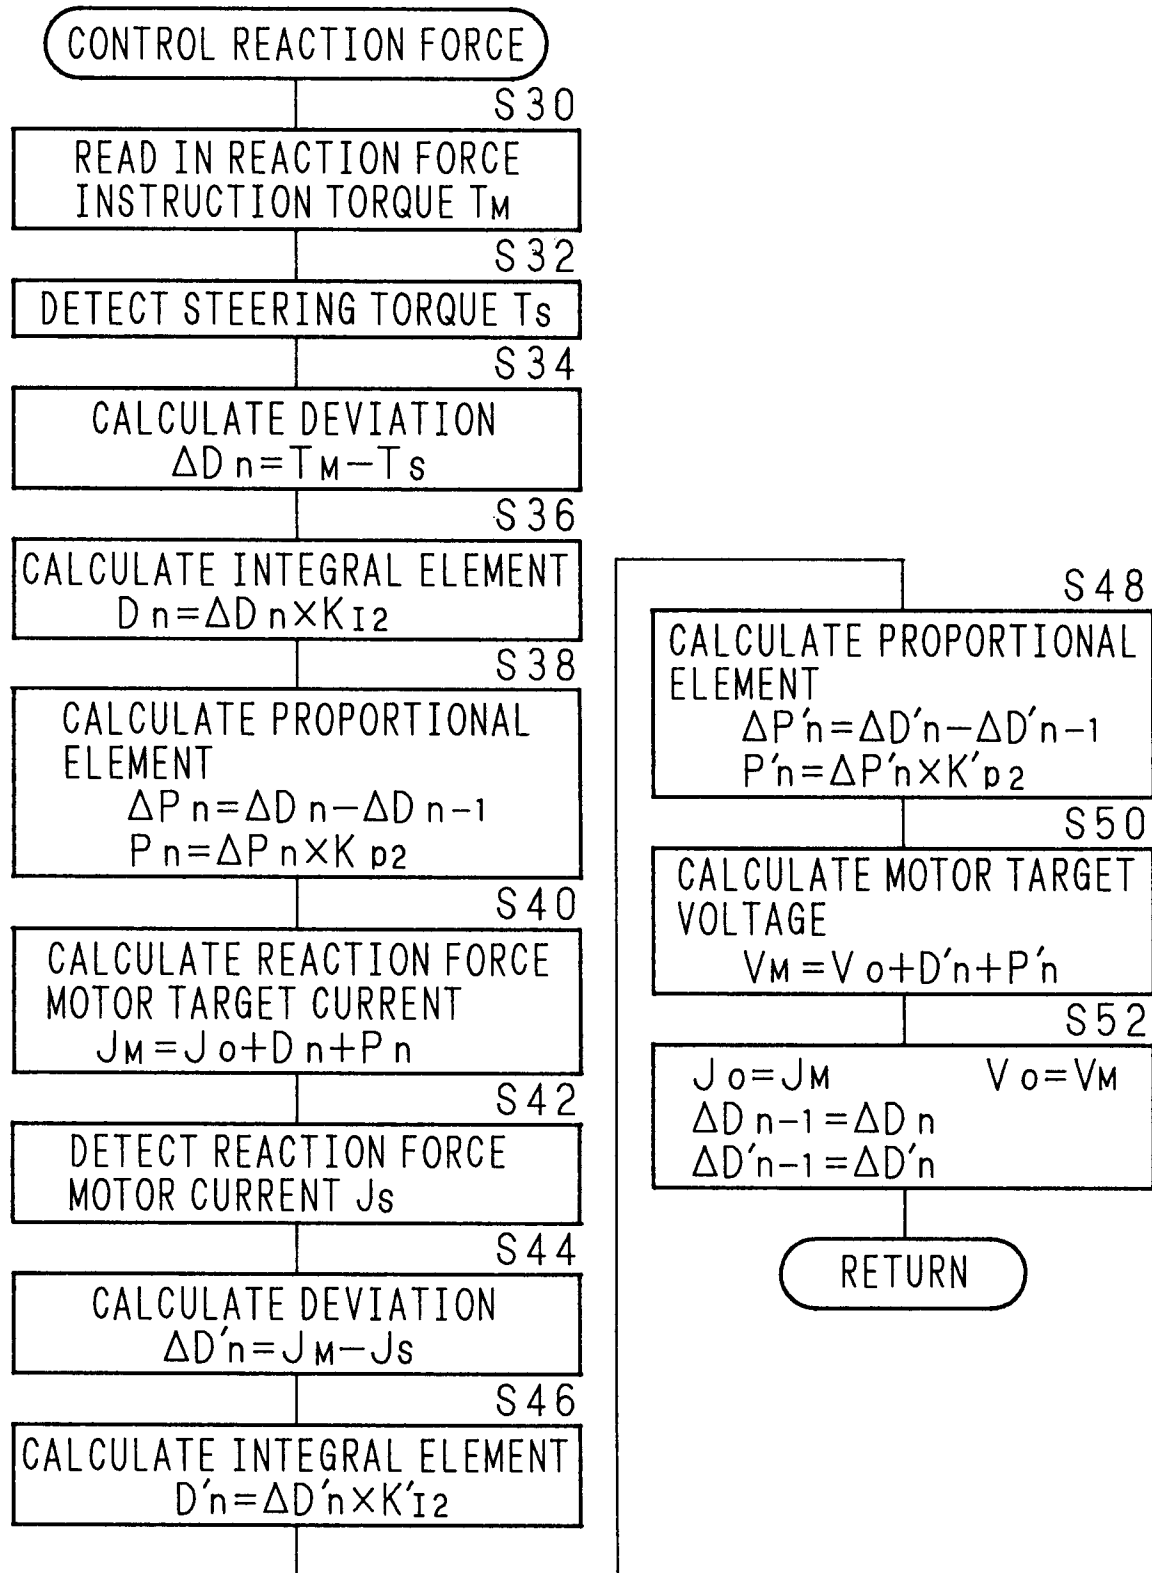 CONTROL REACTION FORCE
S30
READ IN REACTION FORCE
INSTRUCTION TORQUE TM
S32
DETECT STEERING TORQUE TS
S34
CALCULATE DEVIATION
ΔDn=TM−TS
S36
CALCULATE INTEGRAL ELEMENT
Dn=ΔDn×KI2
S38
CALCULATE PROPORTIONAL
ELEMENT
ΔPn=ΔDn−ΔDn-1
Pn=ΔPn×Kp2
S40
CALCULATE REACTION FORCE
MOTOR TARGET CURRENT
JM=Jo+Dn+Pn
S42
DETECT REACTION FORCE
MOTOR CURRENT JS
S44
CALCULATE DEVIATION
ΔD'n=JM−JS
S46
CALCULATE INTEGRAL ELEMENT
D'n=ΔD'n×K'I2
S48
CALCULATE PROPORTIONAL
ELEMENT
ΔP'n=ΔD'n−ΔD'n-1
P'n=ΔP'n×K'p2
S50
CALCULATE MOTOR TARGET
VOLTAGE
VM=Vo+D'n+P'n
S52
Jo=JM Vo=VM
ΔDn-1=ΔDn
ΔD'n-1=ΔD'n
RETURN